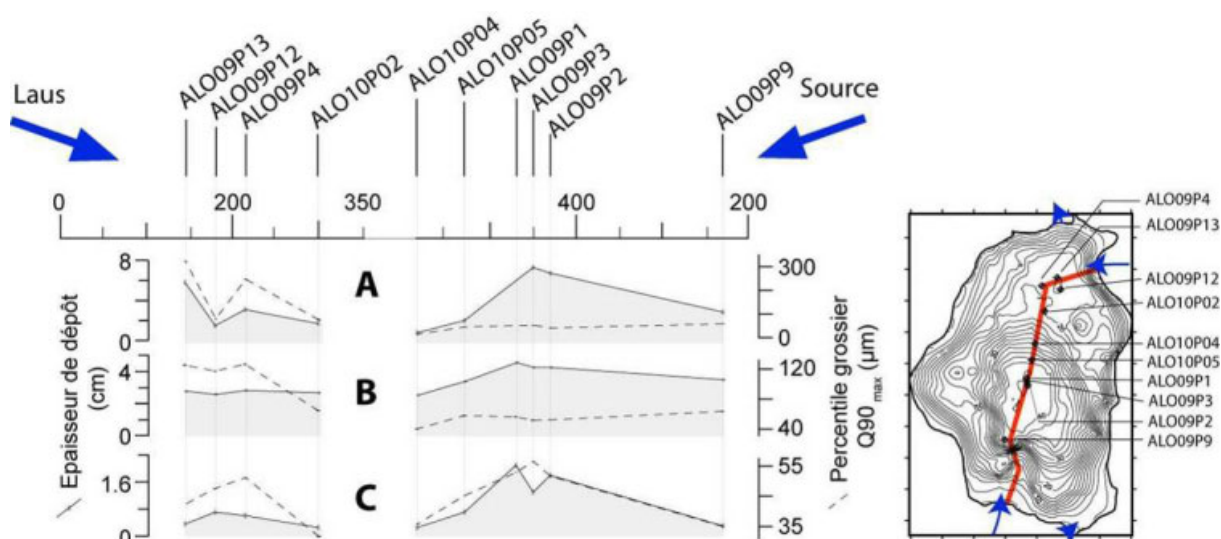 Laus
ALO09P13
ALO09P12
ALO09P4
ALO10P02
ALO10P04
ALO10P05
ALO09P1
ALO09P3
ALO09P2
ALO09P9
Source
0 200 350 400 200
Epaisseur de dépôt
(cm)
8
0
A
300
0
4
0
B
120
40
1.6
0
C
55
35
Percentile grossier
Q90max (µm)
ALO09P4
ALO09P13
ALO09P12
ALO10P02
ALO10P04
ALO10P05
ALO09P1
ALO09P3
ALO09P2
ALO09P9